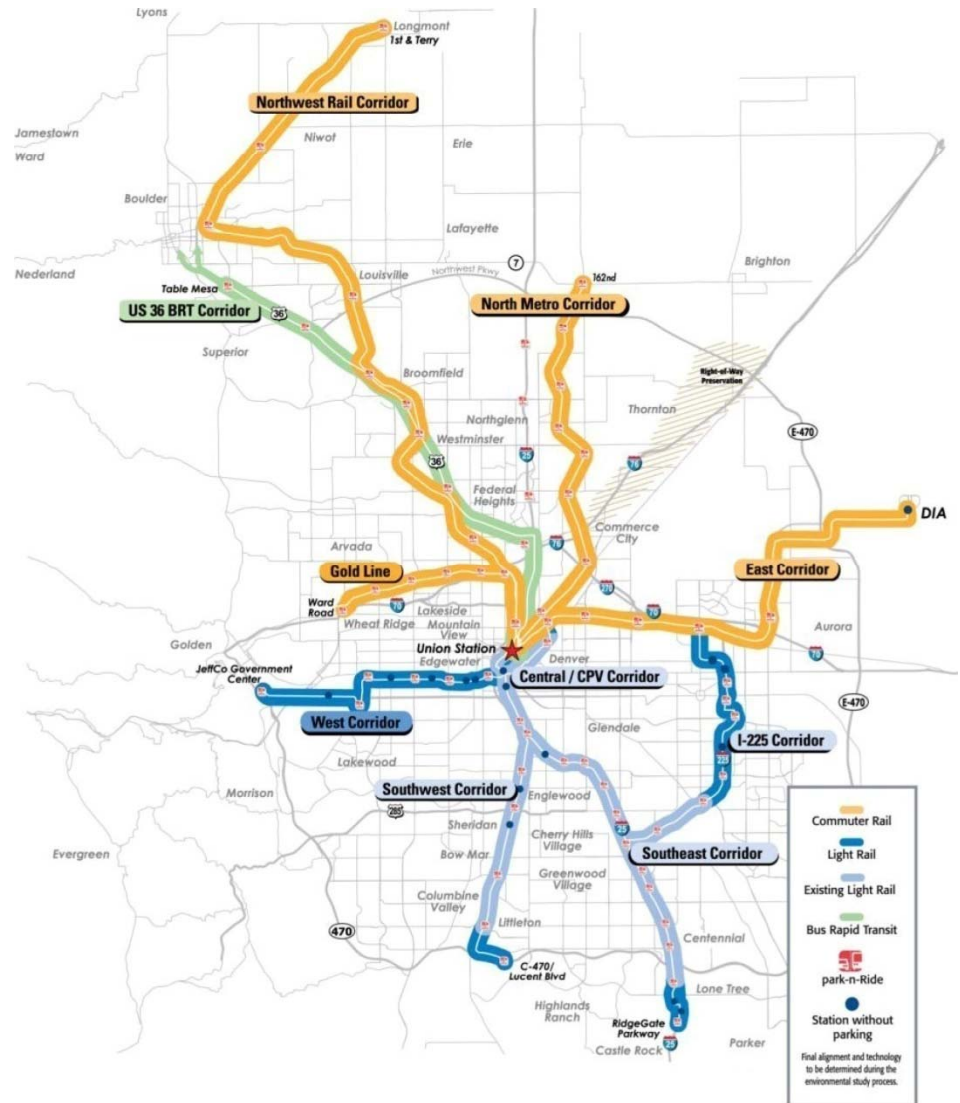 Lyons
Longmont
1st & Terry
Northwest Rail Corridor
Jamestown
Ward
Niwot
Erie
Boulder
Lafayette
Nederland
Louisville
Northwest Pkwy
7
162nd
Brighton
Table Mesa
US 36 BRT Corridor
36
North Metro Corridor
Superior
Broomfield
Right-of-Way
Preservation
Thornton
Northglenn
E-470
Westminster
36
25
76
Federal
Heights
Commerce
City
DIA
Arvada
76
Gold Line
East Corridor
270
Ward
Road
70
Lakeside
70
Wheat Ridge
Mountain
View
Aurora
Golden
Union Station
Edgewater
Denver
70
JeffCo Government
Center
Central / CPV Corridor
E-470
West Corridor
Glendale
I-225 Corridor
225
Lakewood
Southwest Corridor
Morrison
Englewood
285
Sheridan
25
Cherry Hills
Village
Evergreen
Bow Mar
Southeast Corridor
Greenwood
Village
Columbine
Valley
Littleton
470
Centennial
C-470/
Lucent Blvd
Lone Tree
Highlands
Ranch
RidgeGate
Parkway
25
Castle Rock
Parker
Commuter Rail
Light Rail
Existing Light Rail
Bus Rapid Transit
park-n-Ride
Station without
parking
Final alignment and technology
to be determined during the
environmental study process.